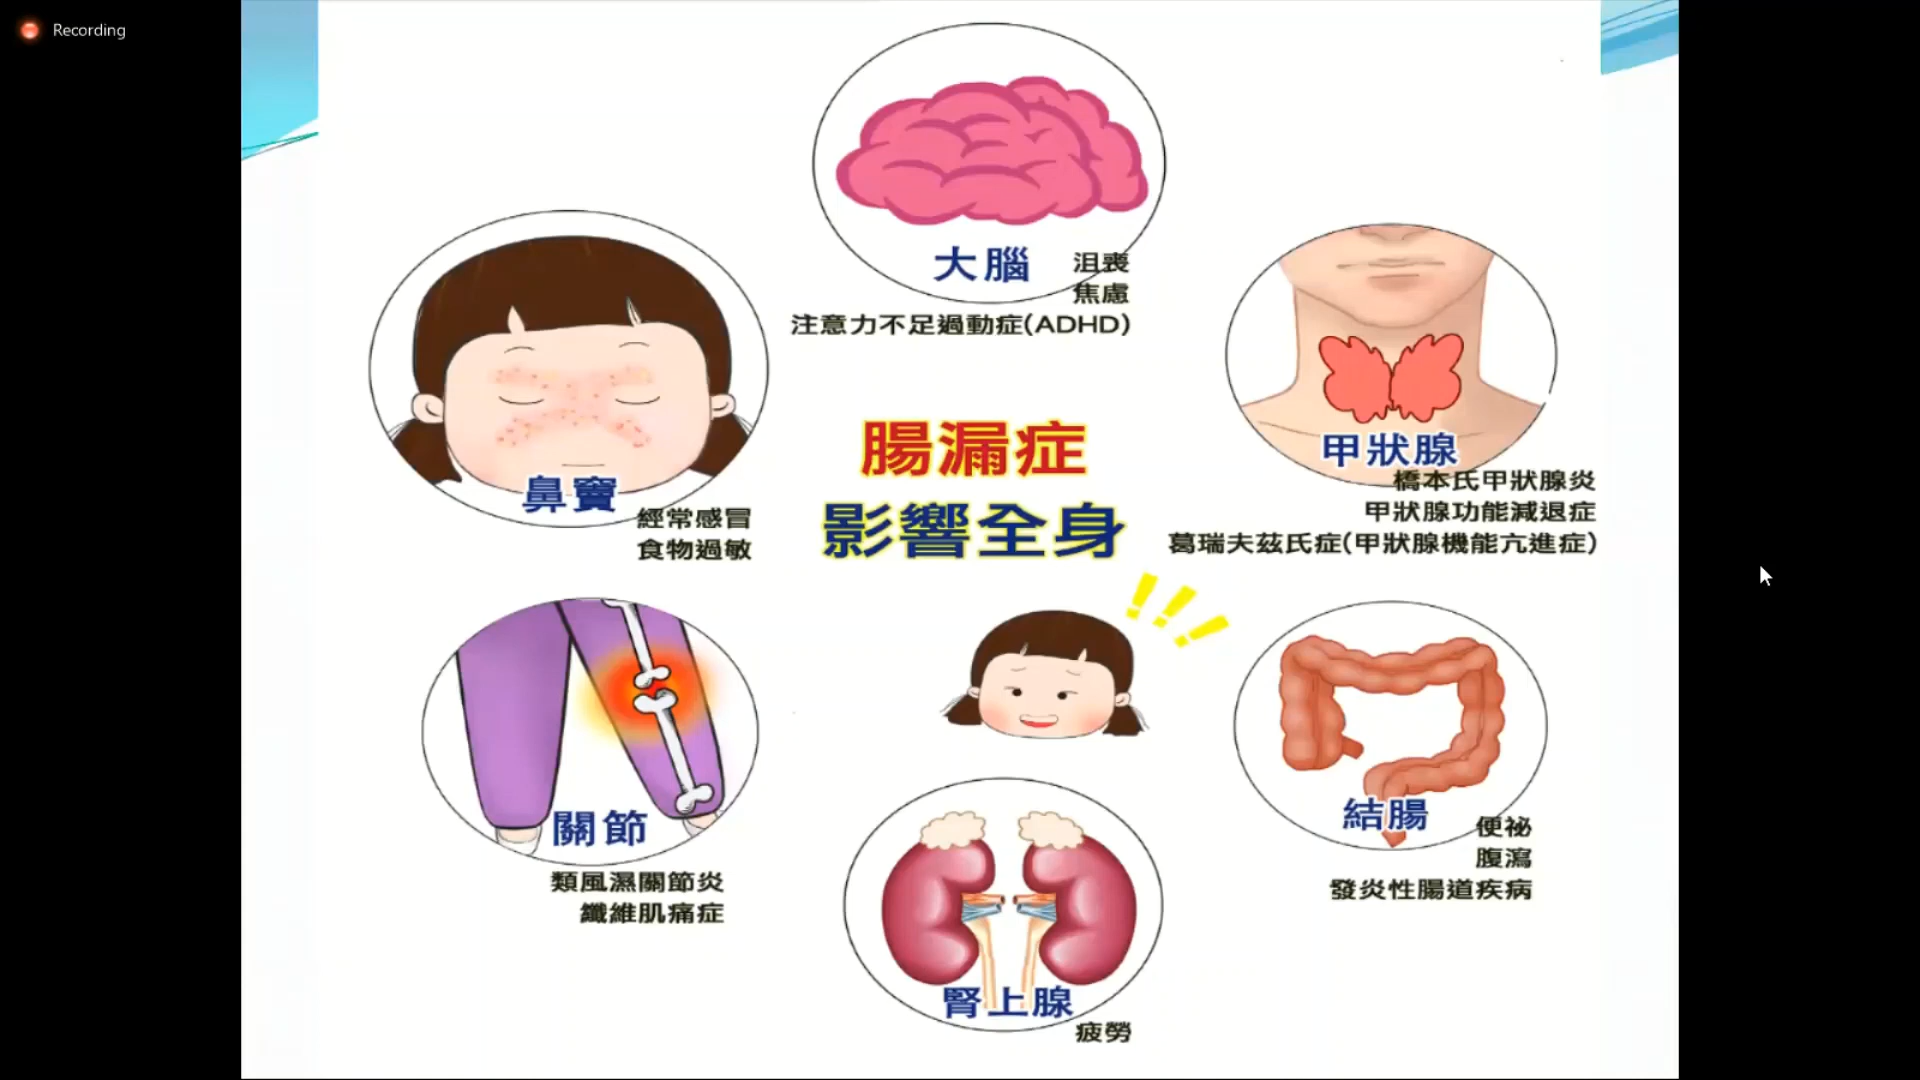 Recording
大腦
沮喪
焦慮
注意力不足過動症(ADHD)
鼻竇
經常感冒
食物過敏
腸漏症
影響全身
甲狀腺
橋本氏甲狀腺炎
甲狀腺功能減退症
葛瑞夫茲氏症(甲狀腺機能亢進症)
關節
類風濕關節炎
纖維肌痛症
結腸
便祕
腹瀉
發炎性腸道疾病
腎上腺
疲勞